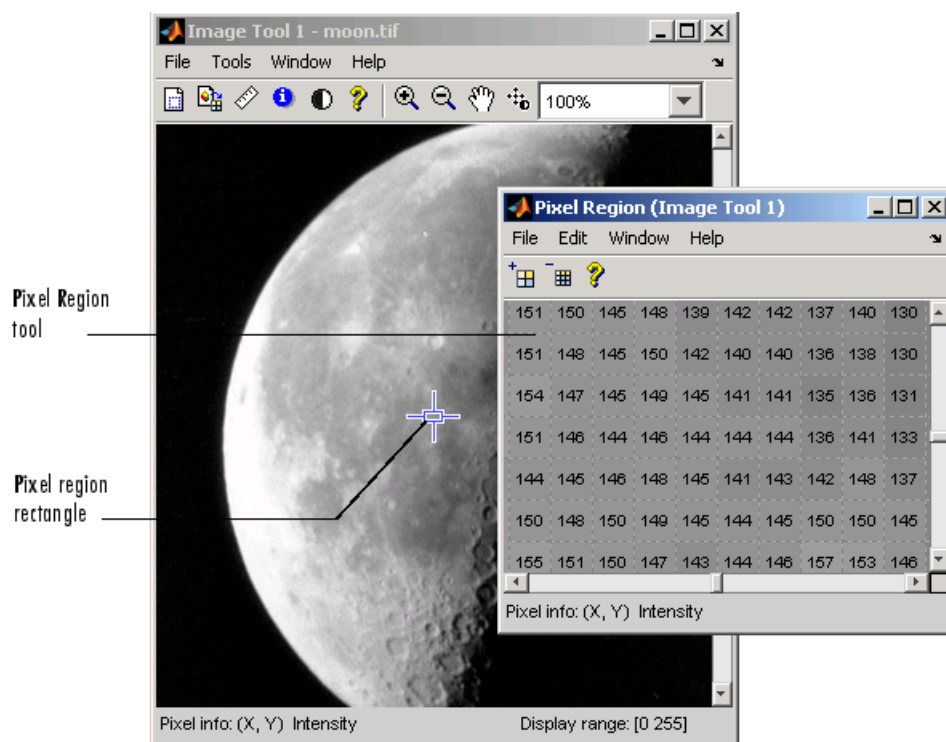 Image Tool 1 - moon.tif
File Tools Window Help
100%
Pixel Region (Image Tool 1)
File Edit Window Help
Pixel Region
tool
151 150 145 148 139 142 142 137 140 130
151 148 145 150 142 140 140 136 138 130
154 147 145 149 145 141 141 135 136 131
151 146 144 146 144 144 144 136 141 133
144 145 146 148 145 141 143 142 148 137
150 148 150 149 145 144 145 150 150 145
155 151 150 147 143 144 146 157 153 146
Pixel region
rectangle
Pixel info: (X, Y) Intensity
Pixel info: (X, Y) Intensity
Display range: [0 255]